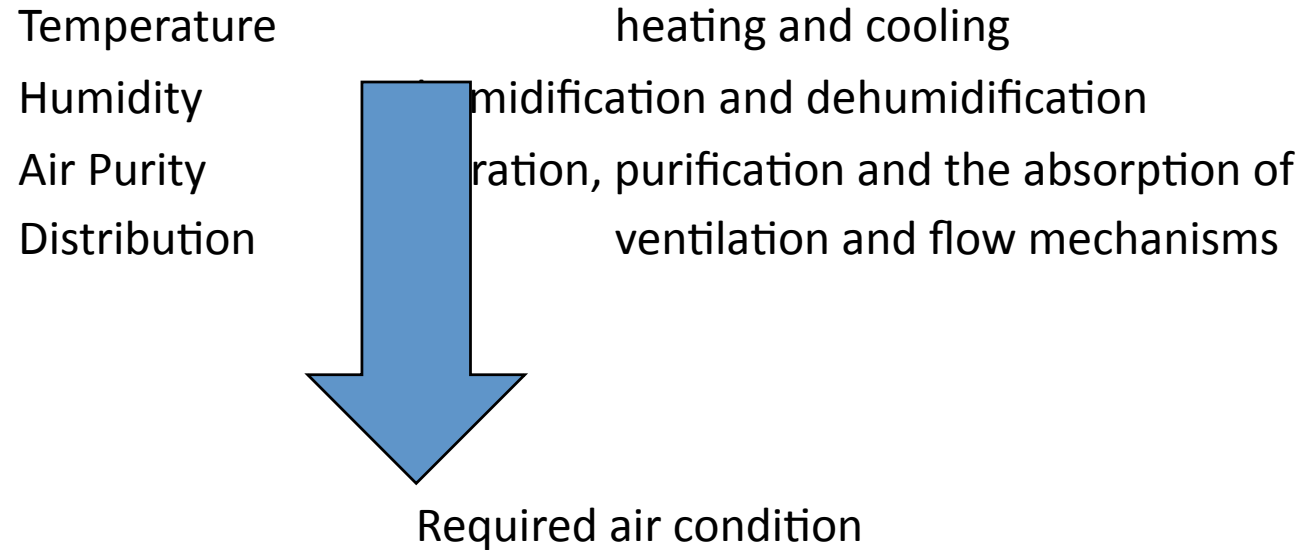 Temperature heating and cooling
Humidity midification and dehumidification
Air Purity ration, purification and the absorption of
Distribution ventilation and flow mechanisms
Required air condition